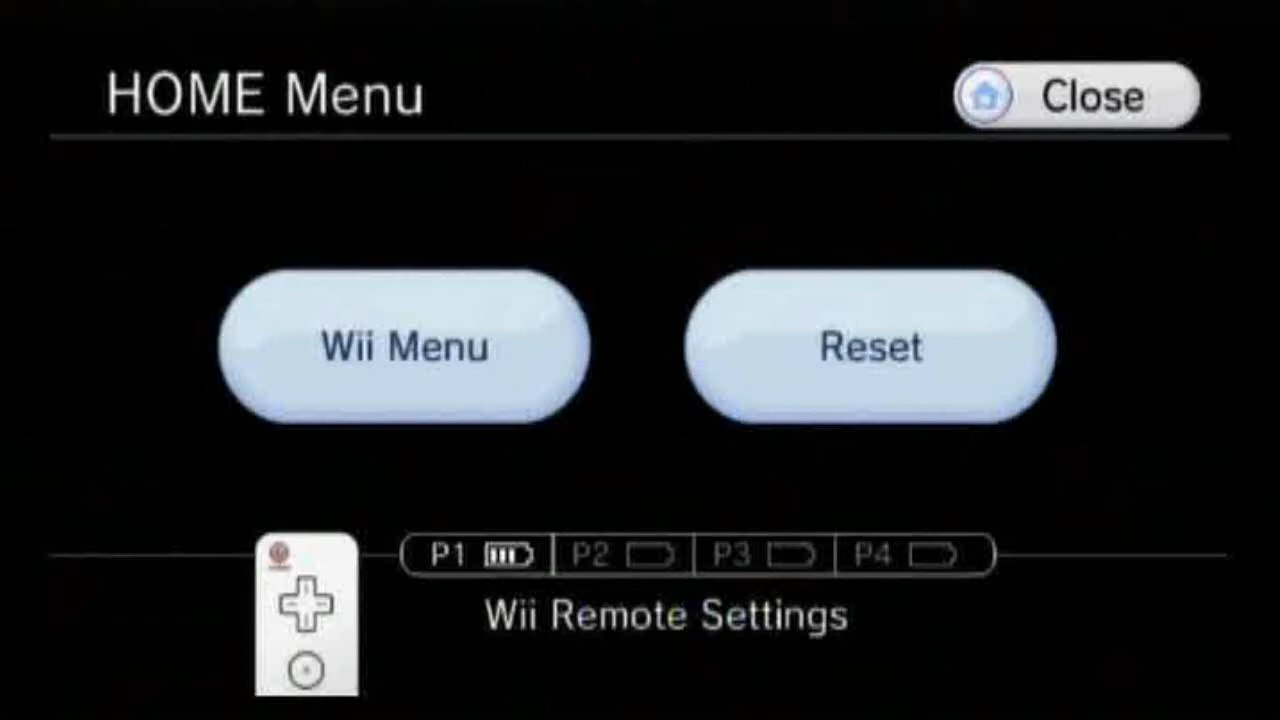 HOME Menu
Close
Wii Menu
Reset
P1
P2
P3
P4
Wii Remote Settings